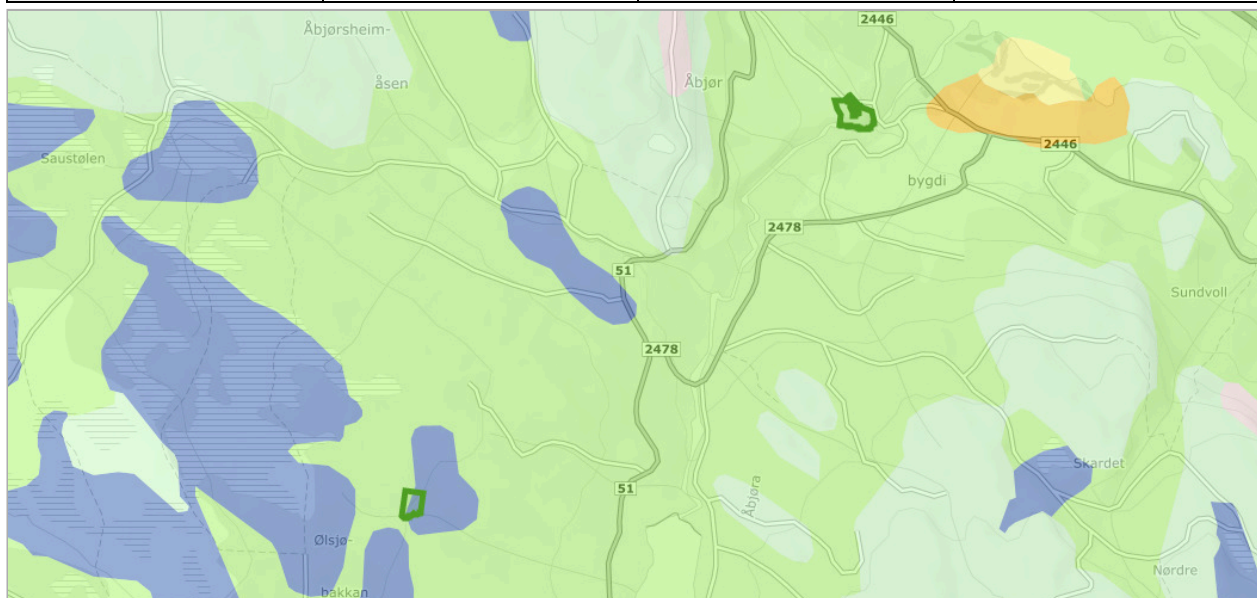 2446
Åbjørsheim-
åsen
Åbjør
2446
Saustølen
bygdi
2478
51
Sundvoll
2478
Skardet
51
Åbjøra
Ølsjø-
Nørdre
bakkan